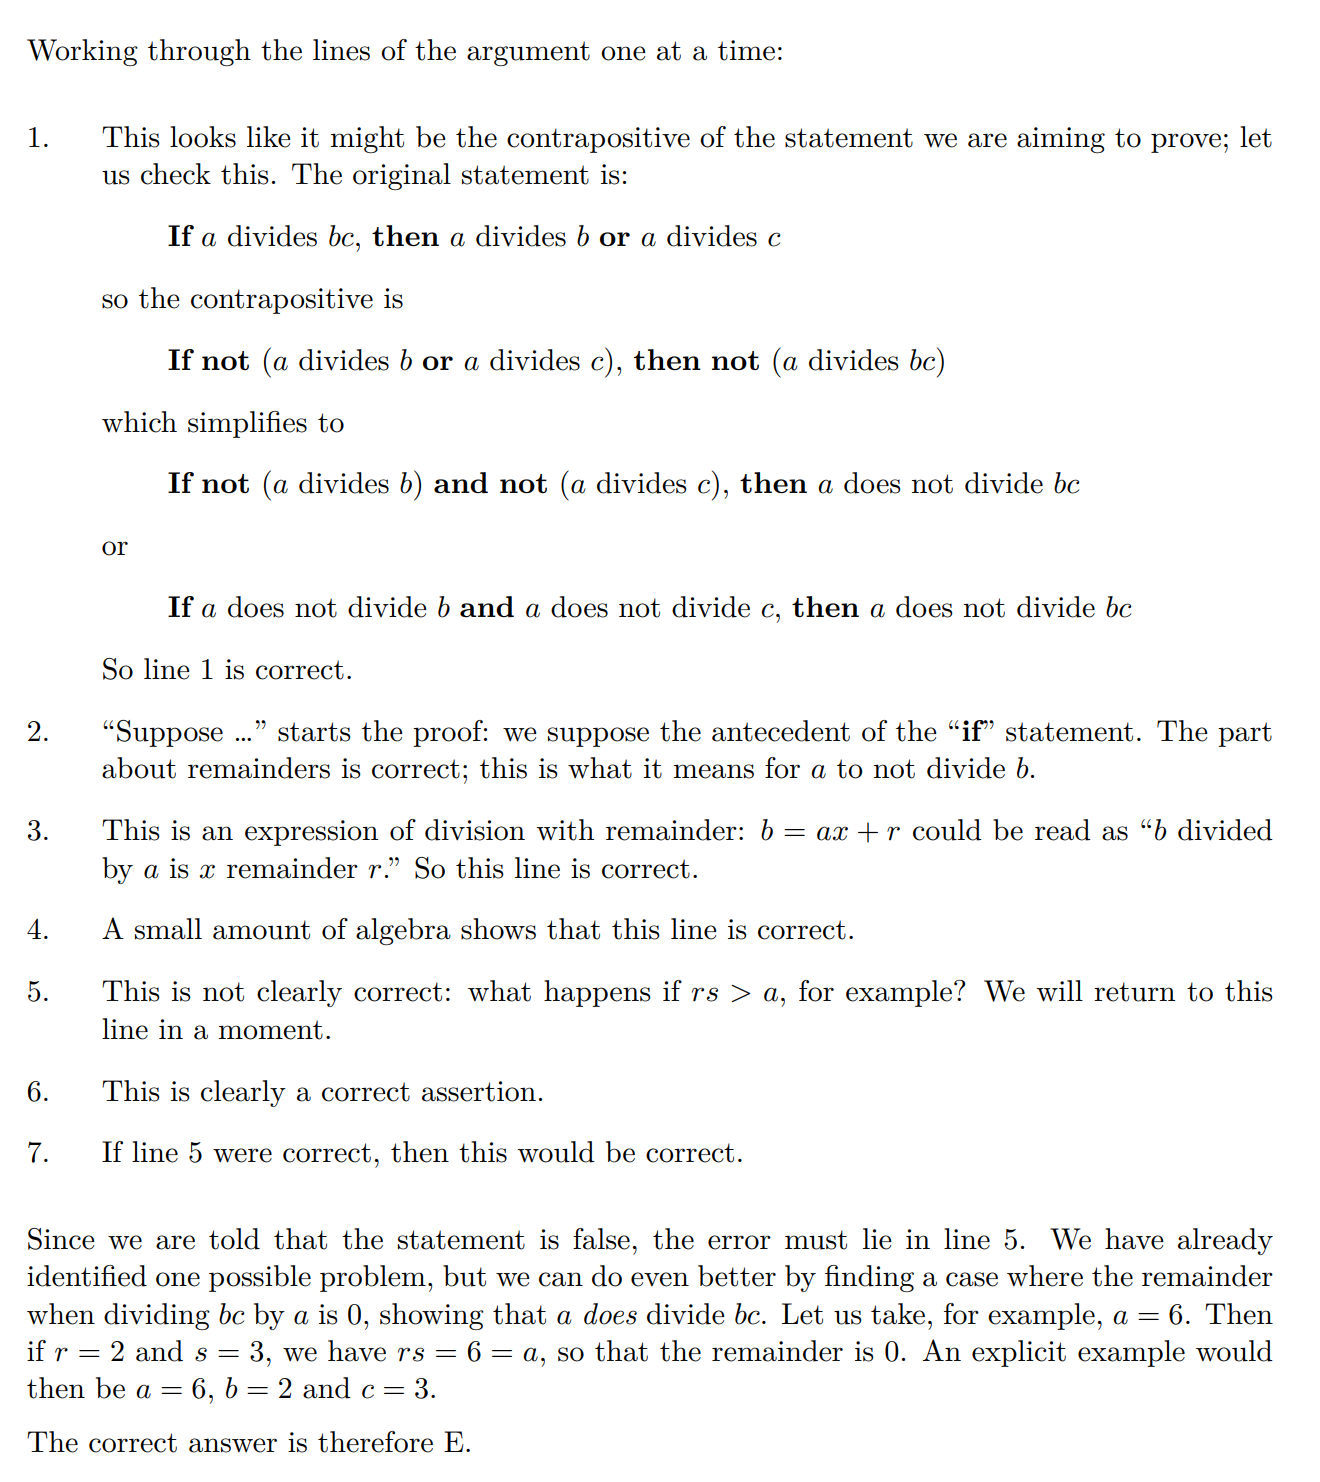 Working through the lines of the argument one at a time:
1. This looks like it might be the contrapositive of the statement we are aiming to prove; let
us check this. The original statement is:
If a divides bc, then a divides b or a divides c
so the contrapositive is
If not (a divides b or a divides c), then not (a divides bc)
which simplifies to
If not (a divides b) and not (a divides c), then a does not divide bc
or
If a does not divide b and a does not divide c, then a does not divide bc
So line 1 is correct.
2. “Suppose ...” starts the proof: we suppose the antecedent of the “if” statement. The part
about remainders is correct; this is what it means for a to not divide b.
3. This is an expression of division with remainder: b = ax + r could be read as “b divided
by a is x remainder r.” So this line is correct.
4. A small amount of algebra shows that this line is correct.
5. This is not clearly correct: what happens if rs > a, for example? We will return to this
line in a moment.
6. This is clearly a correct assertion.
7. If line 5 were correct, then this would be correct.
Since we are told that the statement is false, the error must lie in line 5. We have already
identified one possible problem, but we can do even better by finding a case where the remainder
when dividing bc by a is 0, showing that a does divide bc. Let us take, for example, a = 6. Then
if r = 2 and s = 3, we have rs = 6 = a, so that the remainder is 0. An explicit example would
then be a = 6, b = 2 and c = 3.
The correct answer is therefore E.